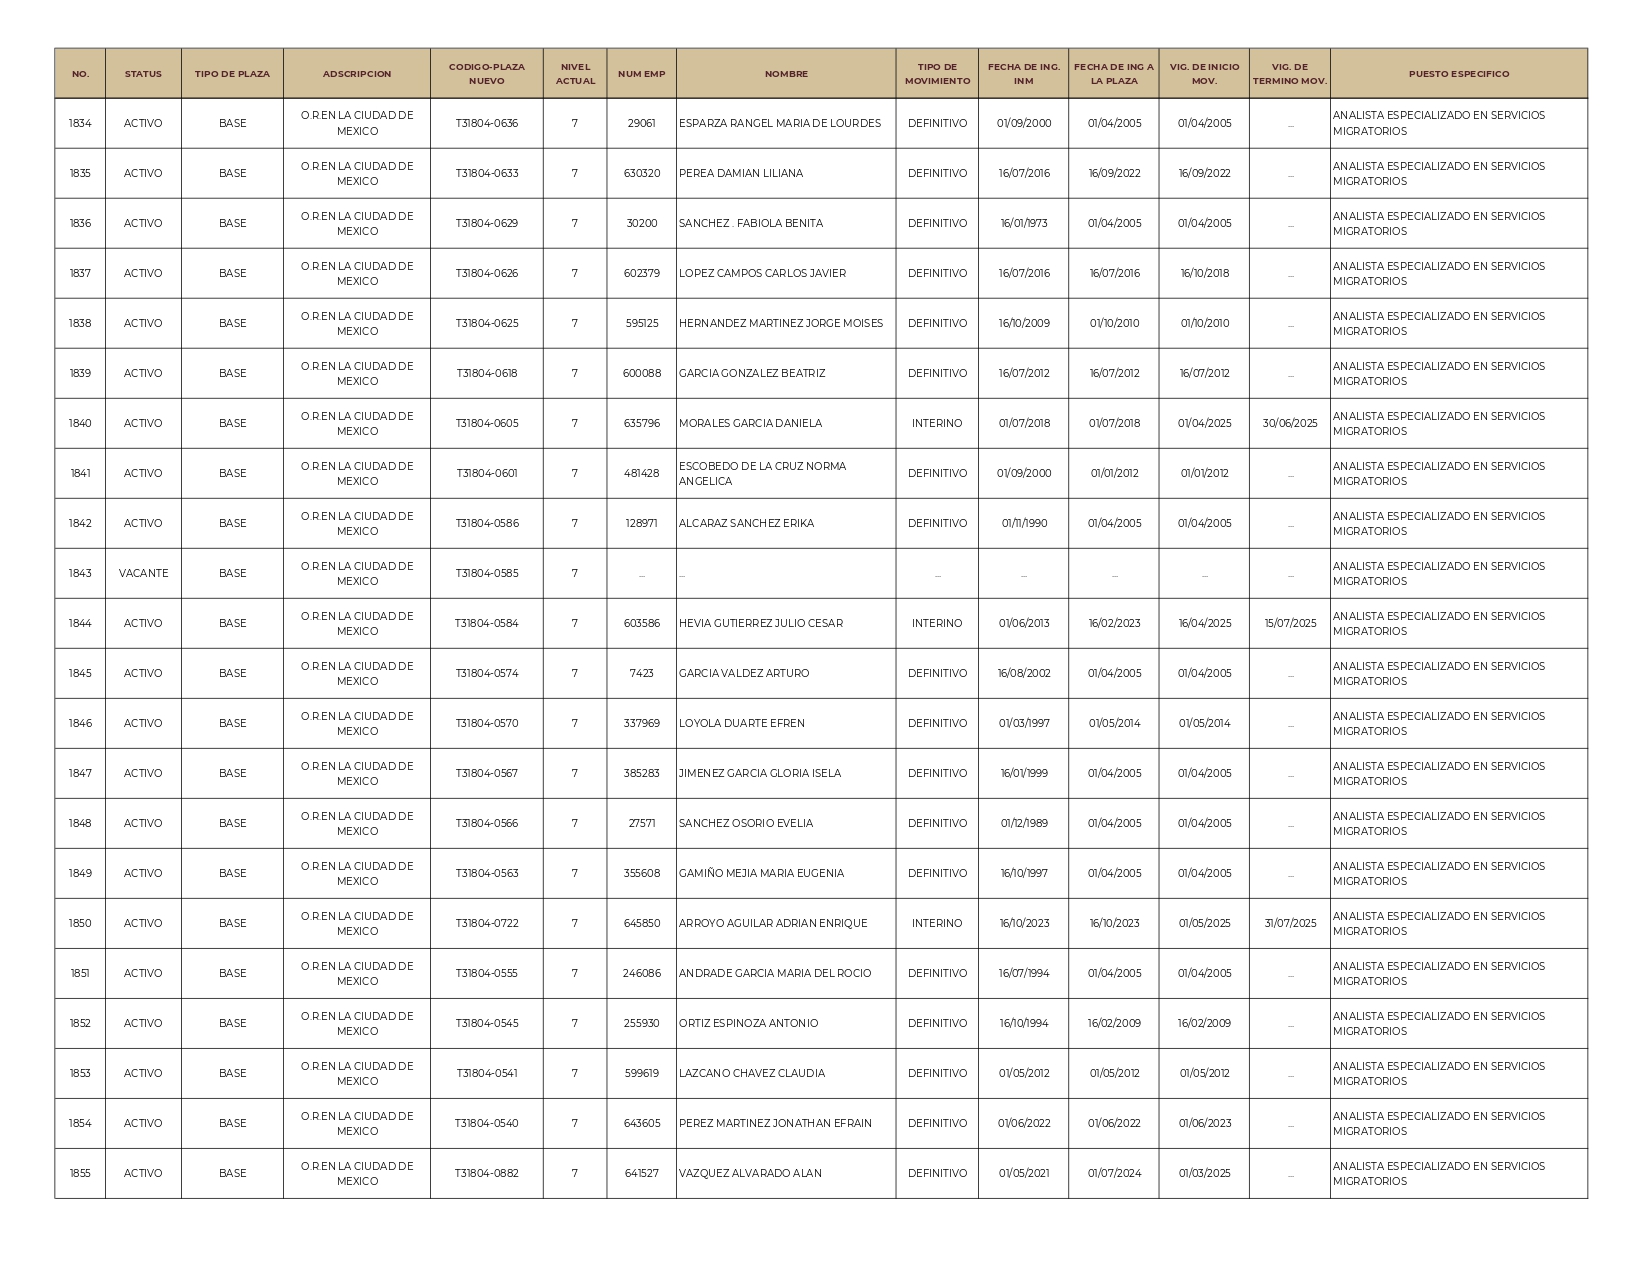 NO. STATUS TIPO DE PLAZA ADSCRIPCION CODIGO-PLAZA NUEVO NIVEL ACTUAL NUM EMP NOMBRE TIPO DE MOVIMIENTO FECHA DE ING. INM FECHA DE ING A LA PLAZA VIG. DE INICIO MOV. VIG. DE TERMINO MOV. PUESTO ESPECIFICO
1834 ACTIVO BASE O.R.EN LA CIUDAD DE MEXICO T31804-0636 7 29061 ESPARZA RANGEL MARIA DE LOURDES DEFINITIVO 01/09/2000 01/04/2005 01/04/2005 ... ANALISTA ESPECIALIZADO EN SERVICIOS MIGRATORIOS
1835 ACTIVO BASE O.R.EN LA CIUDAD DE MEXICO T31804-0633 7 630320 PEREA DAMIAN LILIANA DEFINITIVO 16/07/2016 16/09/2022 16/09/2022 ... ANALISTA ESPECIALIZADO EN SERVICIOS MIGRATORIOS
1836 ACTIVO BASE O.R.EN LA CIUDAD DE MEXICO T31804-0629 7 30200 SANCHEZ . FABIOLA BENITA DEFINITIVO 16/01/1973 01/04/2005 01/04/2005 ... ANALISTA ESPECIALIZADO EN SERVICIOS MIGRATORIOS
1837 ACTIVO BASE O.R.EN LA CIUDAD DE MEXICO T31804-0626 7 602379 LOPEZ CAMPOS CARLOS JAVIER DEFINITIVO 16/07/2016 16/07/2016 16/10/2018 ... ANALISTA ESPECIALIZADO EN SERVICIOS MIGRATORIOS
1838 ACTIVO BASE O.R.EN LA CIUDAD DE MEXICO T31804-0625 7 595125 HERNANDEZ MARTINEZ JORGE MOISES DEFINITIVO 16/10/2009 01/10/2010 01/10/2010 ... ANALISTA ESPECIALIZADO EN SERVICIOS MIGRATORIOS
1839 ACTIVO BASE O.R.EN LA CIUDAD DE MEXICO T31804-0618 7 600088 GARCIA GONZALEZ BEATRIZ DEFINITIVO 16/07/2012 16/07/2012 16/07/2012 ... ANALISTA ESPECIALIZADO EN SERVICIOS MIGRATORIOS
1840 ACTIVO BASE O.R.EN LA CIUDAD DE MEXICO T31804-0605 7 635796 MORALES GARCIA DANIELA INTERINO 01/07/2018 01/07/2018 01/04/2025 30/06/2025 ANALISTA ESPECIALIZADO EN SERVICIOS MIGRATORIOS
1841 ACTIVO BASE O.R.EN LA CIUDAD DE MEXICO T31804-0601 7 481428 ESCOBEDO DE LA CRUZ NORMA ANGELICA DEFINITIVO 01/09/2000 01/01/2012 01/01/2012 ... ANALISTA ESPECIALIZADO EN SERVICIOS MIGRATORIOS
1842 ACTIVO BASE O.R.EN LA CIUDAD DE MEXICO T31804-0586 7 128971 ALCARAZ SANCHEZ ERIKA DEFINITIVO 01/11/1990 01/04/2005 01/04/2005 ... ANALISTA ESPECIALIZADO EN SERVICIOS MIGRATORIOS
1843 VACANTE BASE O.R.EN LA CIUDAD DE MEXICO T31804-0585 7 ... ... ... ... ... ... ... ANALISTA ESPECIALIZADO EN SERVICIOS MIGRATORIOS
1844 ACTIVO BASE O.R.EN LA CIUDAD DE MEXICO T31804-0584 7 603586 HEVIA GUTIERREZ JULIO CESAR INTERINO 01/06/2013 16/02/2023 16/04/2025 15/07/2025 ANALISTA ESPECIALIZADO EN SERVICIOS MIGRATORIOS
1845 ACTIVO BASE O.R.EN LA CIUDAD DE MEXICO T31804-0574 7 7423 GARCIA VALDEZ ARTURO DEFINITIVO 16/08/2002 01/04/2005 01/04/2005 ... ANALISTA ESPECIALIZADO EN SERVICIOS MIGRATORIOS
1846 ACTIVO BASE O.R.EN LA CIUDAD DE MEXICO T31804-0570 7 337969 LOYOLA DUARTE EFREN DEFINITIVO 01/03/1997 01/05/2014 01/05/2014 ... ANALISTA ESPECIALIZADO EN SERVICIOS MIGRATORIOS
1847 ACTIVO BASE O.R.EN LA CIUDAD DE MEXICO T31804-0567 7 385283 JIMENEZ GARCIA GLORIA ISELA DEFINITIVO 16/01/1999 01/04/2005 01/04/2005 ... ANALISTA ESPECIALIZADO EN SERVICIOS MIGRATORIOS
1848 ACTIVO BASE O.R.EN LA CIUDAD DE MEXICO T31804-0566 7 27571 SANCHEZ OSORIO EVELIA DEFINITIVO 01/12/1989 01/04/2005 01/04/2005 ... ANALISTA ESPECIALIZADO EN SERVICIOS MIGRATORIOS
1849 ACTIVO BASE O.R.EN LA CIUDAD DE MEXICO T31804-0563 7 355608 GAMIÑO MEJIA MARIA EUGENIA DEFINITIVO 16/10/1997 01/04/2005 01/04/2005 ... ANALISTA ESPECIALIZADO EN SERVICIOS MIGRATORIOS
1850 ACTIVO BASE O.R.EN LA CIUDAD DE MEXICO T31804-0722 7 645850 ARROYO AGUILAR ADRIAN ENRIQUE INTERINO 16/10/2023 16/10/2023 01/05/2025 31/07/2025 ANALISTA ESPECIALIZADO EN SERVICIOS MIGRATORIOS
1851 ACTIVO BASE O.R.EN LA CIUDAD DE MEXICO T31804-0555 7 246086 ANDRADE GARCIA MARIA DEL ROCIO DEFINITIVO 16/07/1994 01/04/2005 01/04/2005 ... ANALISTA ESPECIALIZADO EN SERVICIOS MIGRATORIOS
1852 ACTIVO BASE O.R.EN LA CIUDAD DE MEXICO T31804-0545 7 255930 ORTIZ ESPINOZA ANTONIO DEFINITIVO 16/10/1994 16/02/2009 16/02/2009 ... ANALISTA ESPECIALIZADO EN SERVICIOS MIGRATORIOS
1853 ACTIVO BASE O.R.EN LA CIUDAD DE MEXICO T31804-0541 7 599619 LAZCANO CHAVEZ CLAUDIA DEFINITIVO 01/05/2012 01/05/2012 01/05/2012 ... ANALISTA ESPECIALIZADO EN SERVICIOS MIGRATORIOS
1854 ACTIVO BASE O.R.EN LA CIUDAD DE MEXICO T31804-0540 7 643605 PEREZ MARTINEZ JONATHAN EFRAIN DEFINITIVO 01/06/2022 01/06/2022 01/06/2023 ... ANALISTA ESPECIALIZADO EN SERVICIOS MIGRATORIOS
1855 ACTIVO BASE O.R.EN LA CIUDAD DE MEXICO T31804-0882 7 641527 VAZQUEZ ALVARADO ALAN DEFINITIVO 01/05/2021 01/07/2024 01/03/2025 ... ANALISTA ESPECIALIZADO EN SERVICIOS MIGRATORIOS